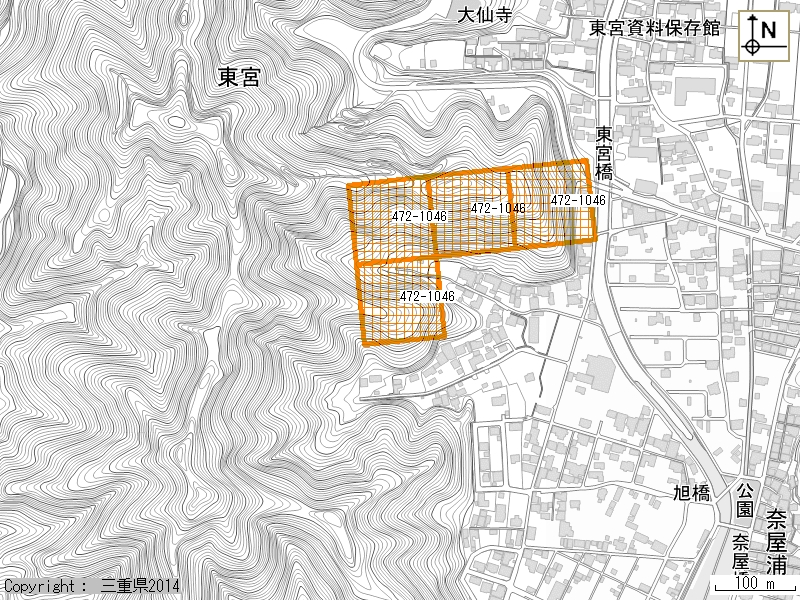 大仙寺
東宮資料保存館
N
東宮
東宮橋
472-1046
472-1046
472-1046
472-1046
旭橋
公園
奈屋浦
奈屋
Copyright : 三重県2014
100 m